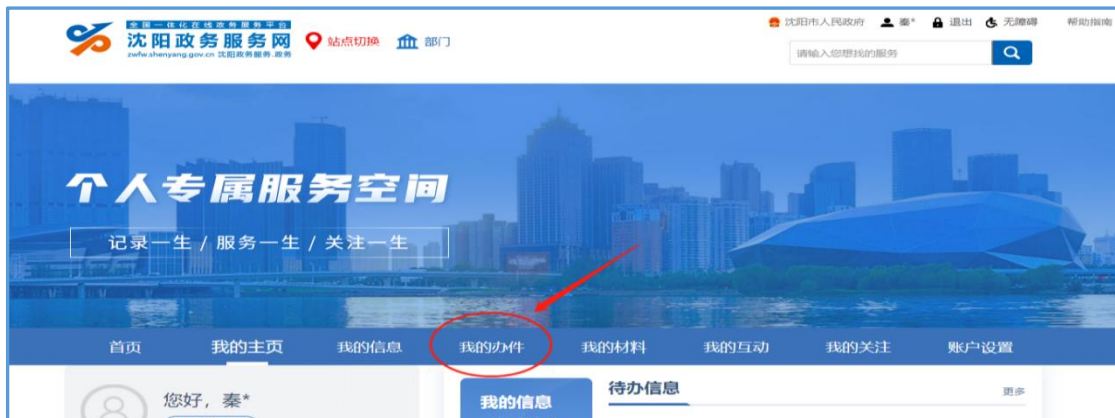 全国一体化在线政务服务平台
沈阳政务服务网
zwfw.shenyang.gov.cn 沈阳政务服务.政务
站点切换
部门
沈阳市人民政府 秦* 退出 无障碍 帮助指南
请输入您想找的服务
个人专属服务空间
记录一生 / 服务一生 / 关注一生
首页 我的主页 我的信息 我的办件 我的材料 我的互动 我的关注 账户设置
您好，秦*
我的信息
待办信息
更多